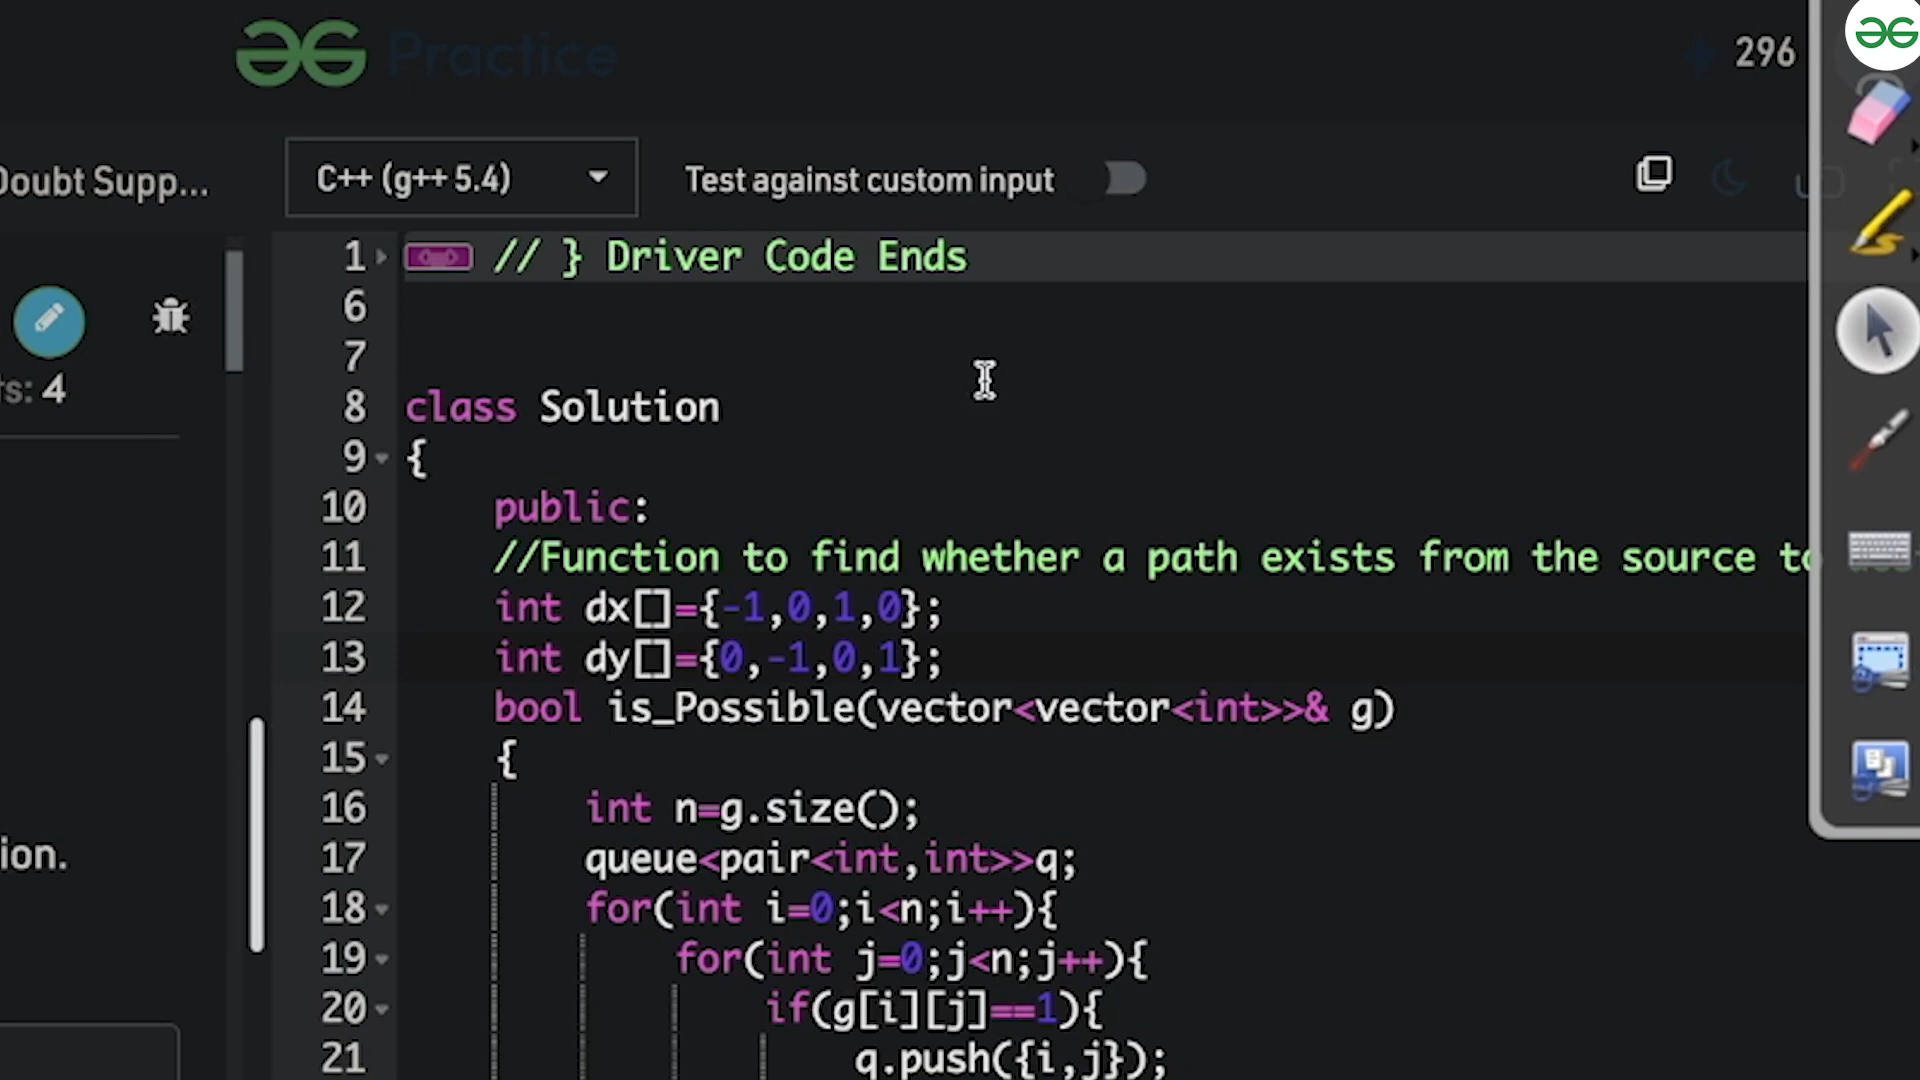 Practice
296
Doubt Supp...
C++ (g++ 5.4)
Test against custom input
1 // } Driver Code Ends
6
7
s: 4
8 class Solution
9 {
10 public:
11 //Function to find whether a path exists from the source to
12 int dx[]={-1,0,1,0};
13 int dy[]={0,-1,0,1};
14 bool is_Possible(vector<vector<int>>& g)
15 {
16 int n=g.size();
ion.
17 queue<pair<int,int>>q;
18 for(int i=0;i<n;i++){
19 for(int j=0;j<n;j++){
20 if(g[i][j]==1){
21 q.push({i,j});